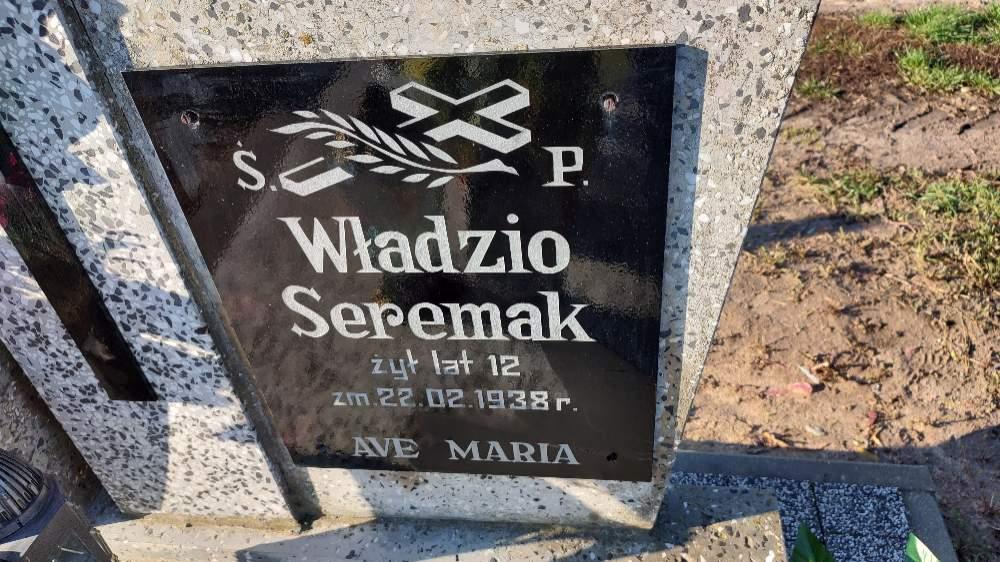 Ś. P.
Władzio
Seremak
żył lat 12
zm. 22.02.1938 r.
AVE MARIA